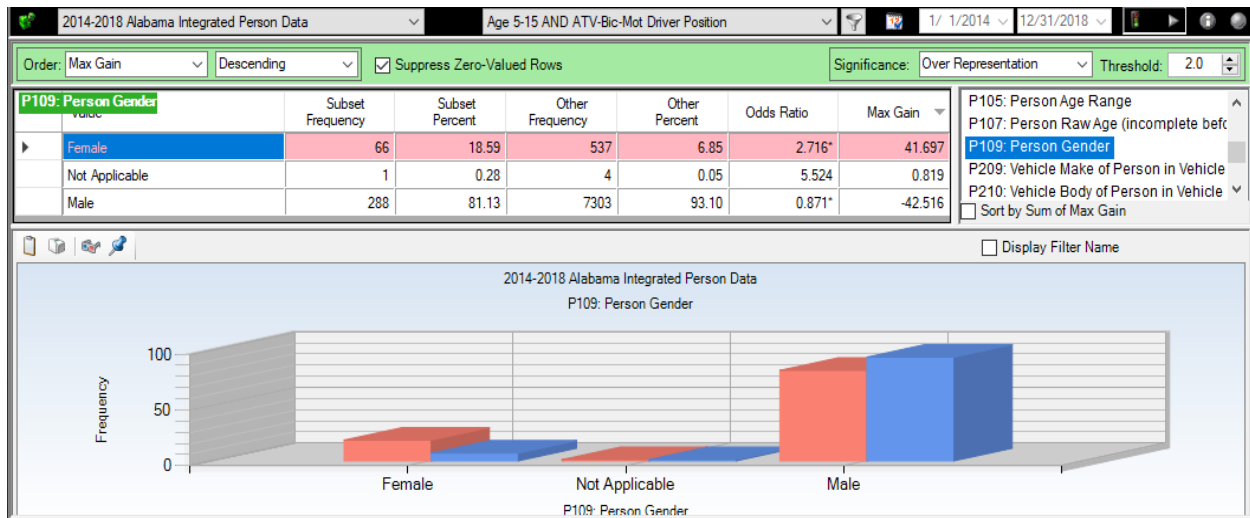 2014-2018 Alabama Integrated Person Data Age 5-15 AND ATV-Bic-Mot Driver Position 1/ 1/2014 12/31/2018
Order: Max Gain Descending Suppress Zero-Valued Rows Significance: Over Representation Threshold: 2.0
P109: Person Gender Subset Frequency Subset Percent Other Frequency Other Percent Odds Ratio Max Gain
Female 66 18.59 537 6.85 2.716* 41.697
Not Applicable 1 0.28 4 0.05 5.524 0.819
Male 288 81.13 7303 93.10 0.871* -42.516
P105: Person Age Range
P107: Person Raw Age (incomplete befo
P109: Person Gender
P209: Vehicle Make of Person in Vehicle
P210: Vehicle Body of Person in Vehicle
Sort by Sum of Max Gain
Display Filter Name
2014-2018 Alabama Integrated Person Data
P109: Person Gender
Frequency
100
50
0
Female Not Applicable Male
P109: Person Gender